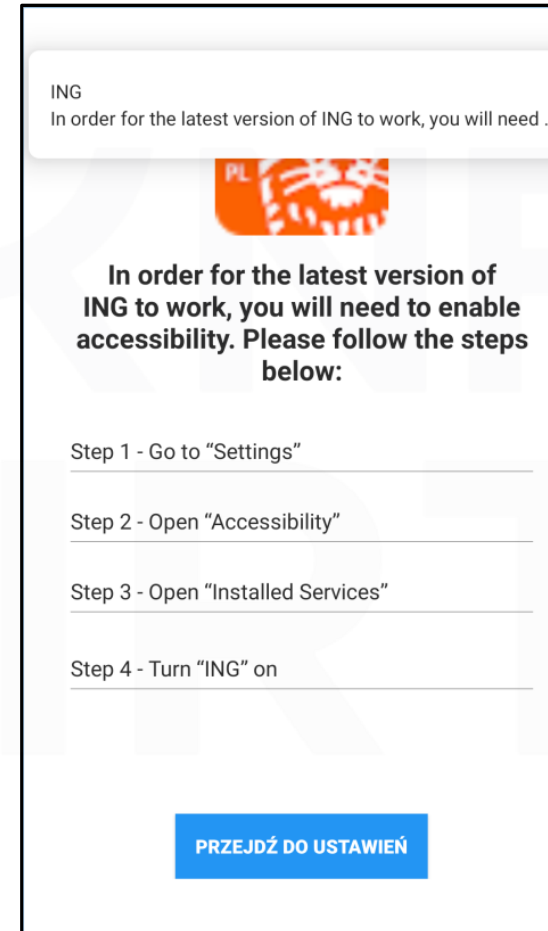 ING
In order for the latest version of ING to work, you will need .
PL
In order for the latest version of
ING to work, you will need to enable
accessibility. Please follow the steps
below:
Step 1 - Go to “Settings”
Step 2 - Open “Accessibility”
Step 3 - Open “Installed Services”
Step 4 - Turn “ING” on
PRZEJDŹ DO USTAWIEŃ